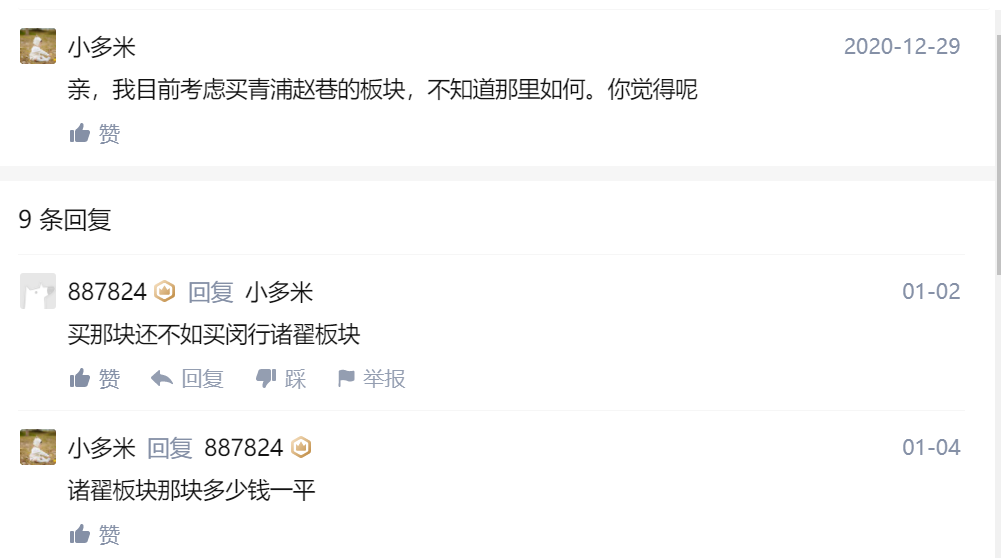 小多米 2020-12-29
亲，我目前考虑买青浦赵巷的板块，不知道那里如何。你觉得呢
赞
9 条回复
887824 回复 小多米 01-02
买那块还不如买闵行诸翟板块
赞 回复 踩 举报
小多米 回复 887824 01-04
诸翟板块那块多少钱一平
赞